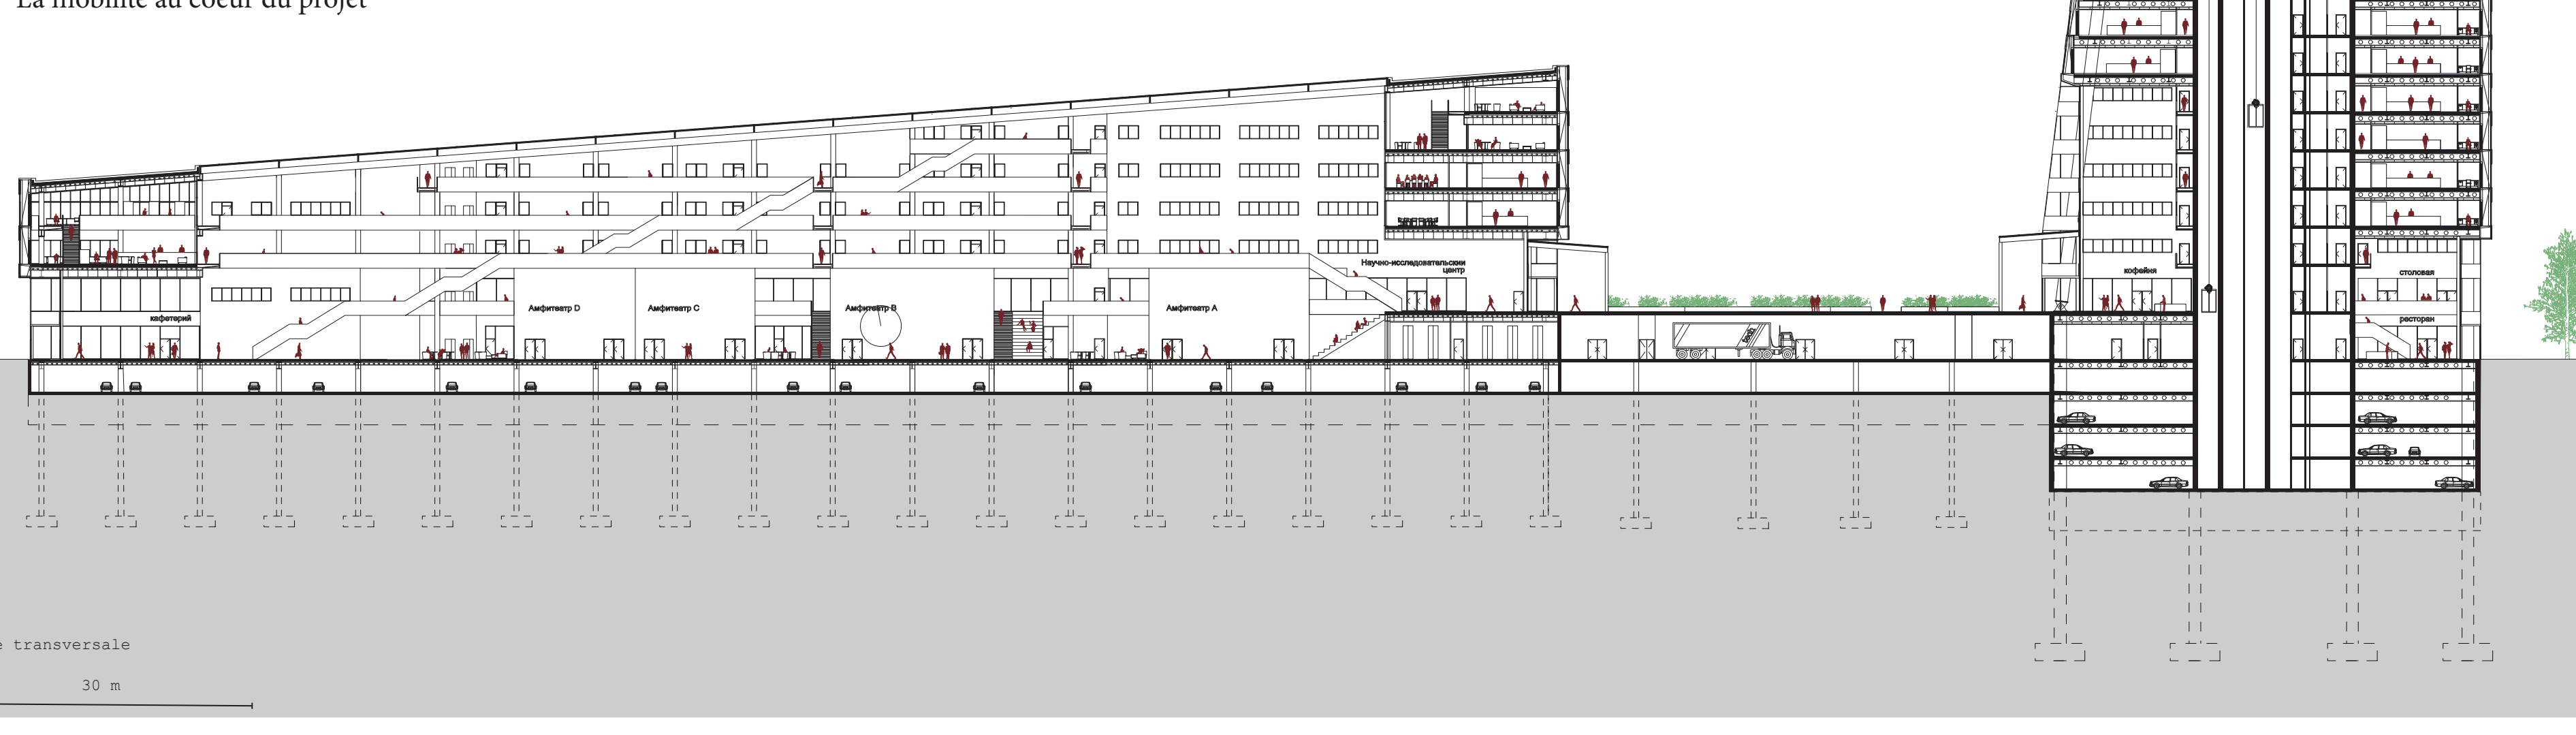 La mobilité au coeur du projet
Научно-исследовательский
центр
кофейня
столовая
Амфитеатр D
Амфитеатр C
Амфитеатр B
Амфитеатр A
кафетерий
ресторан
e transversale
30 m